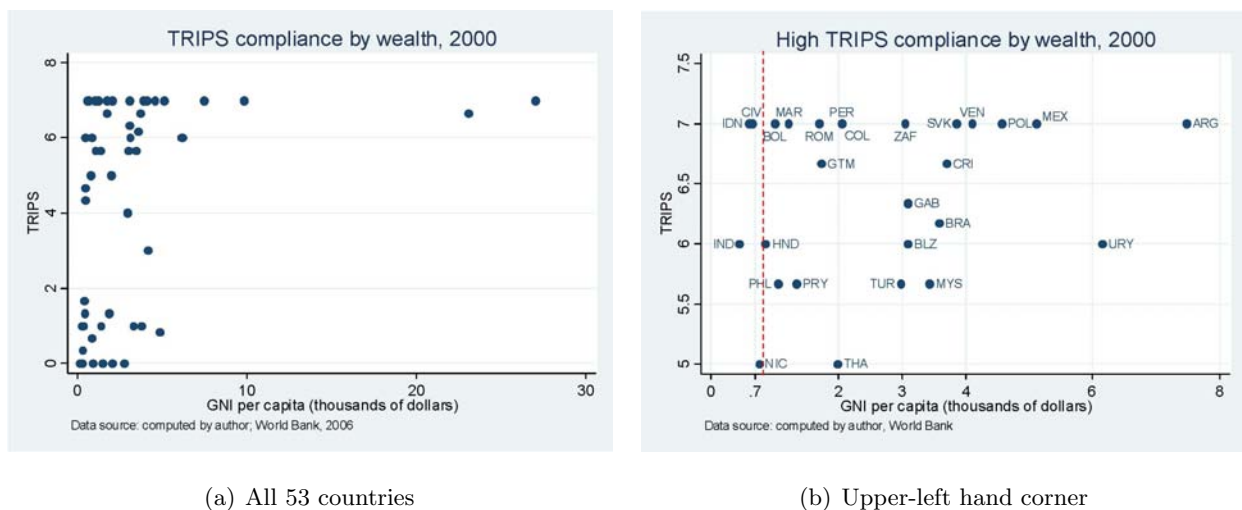 TRIPS compliance by wealth, 2000
TRIPS
8
6
4
2
0
0 10 20 30
GNI per capita (thousands of dollars)
Data source: computed by author; World Bank, 2006
(a) All 53 countries
High TRIPS compliance by wealth, 2000
TRIPS
7.5
7
6.5
6
5.5
5
CIV MAR PER VEN MEX
IDN SVK POL ARG
BOL ROM COL ZAF
GTM CRI
GAB
BRA
IND HND BLZ URY
PHL PRY TUR MYS
NIC THA
0 .7 2 3 4 6 8
GNI per capita (thousands of dollars)
Data source: computed by author, World Bank
(b) Upper-left hand corner